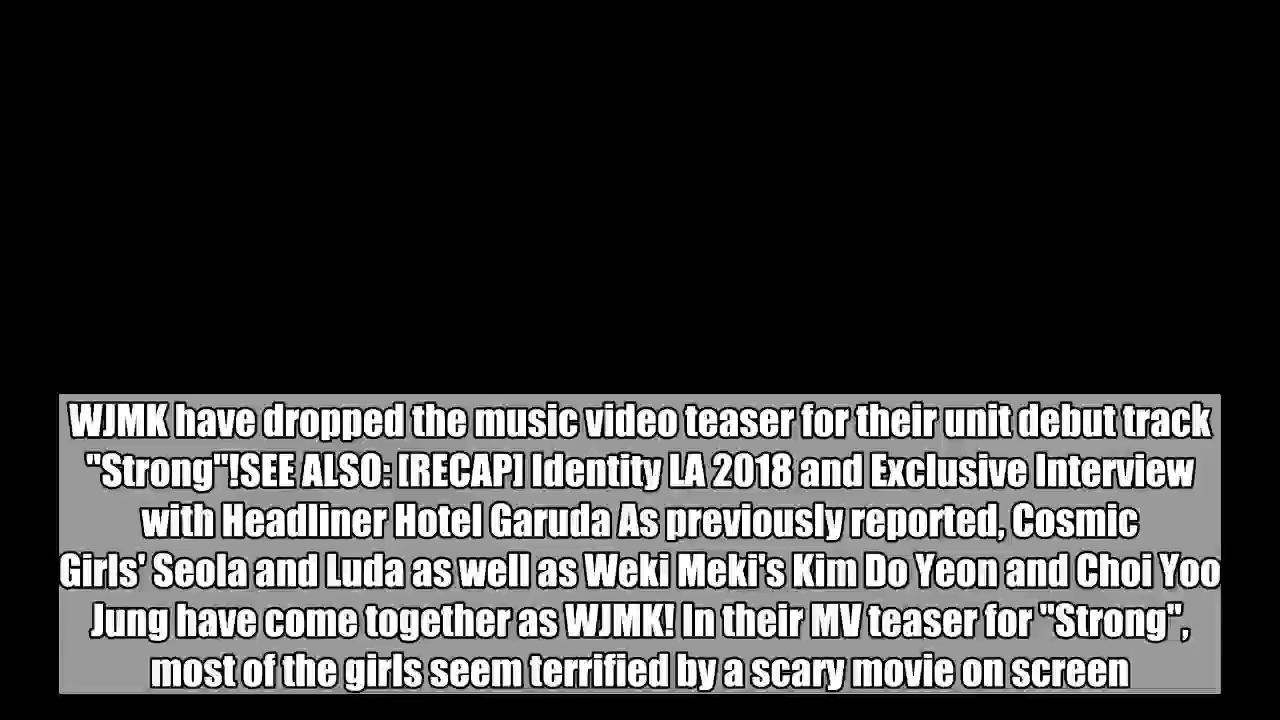 WJMK have dropped the music video teaser for their unit debut track
"Strong"!SEE ALSO: [RECAP] Identity LA 2018 and Exclusive Interview
with Headliner Hotel Garuda As previously reported, Cosmic
Girls' Seola and Luda as well as Weki Meki's Kim Do Yeon and Choi Yoo
Jung have come together as WJMK! In their MV teaser for "Strong",
most of the girls seem terrified by a scary movie on screen